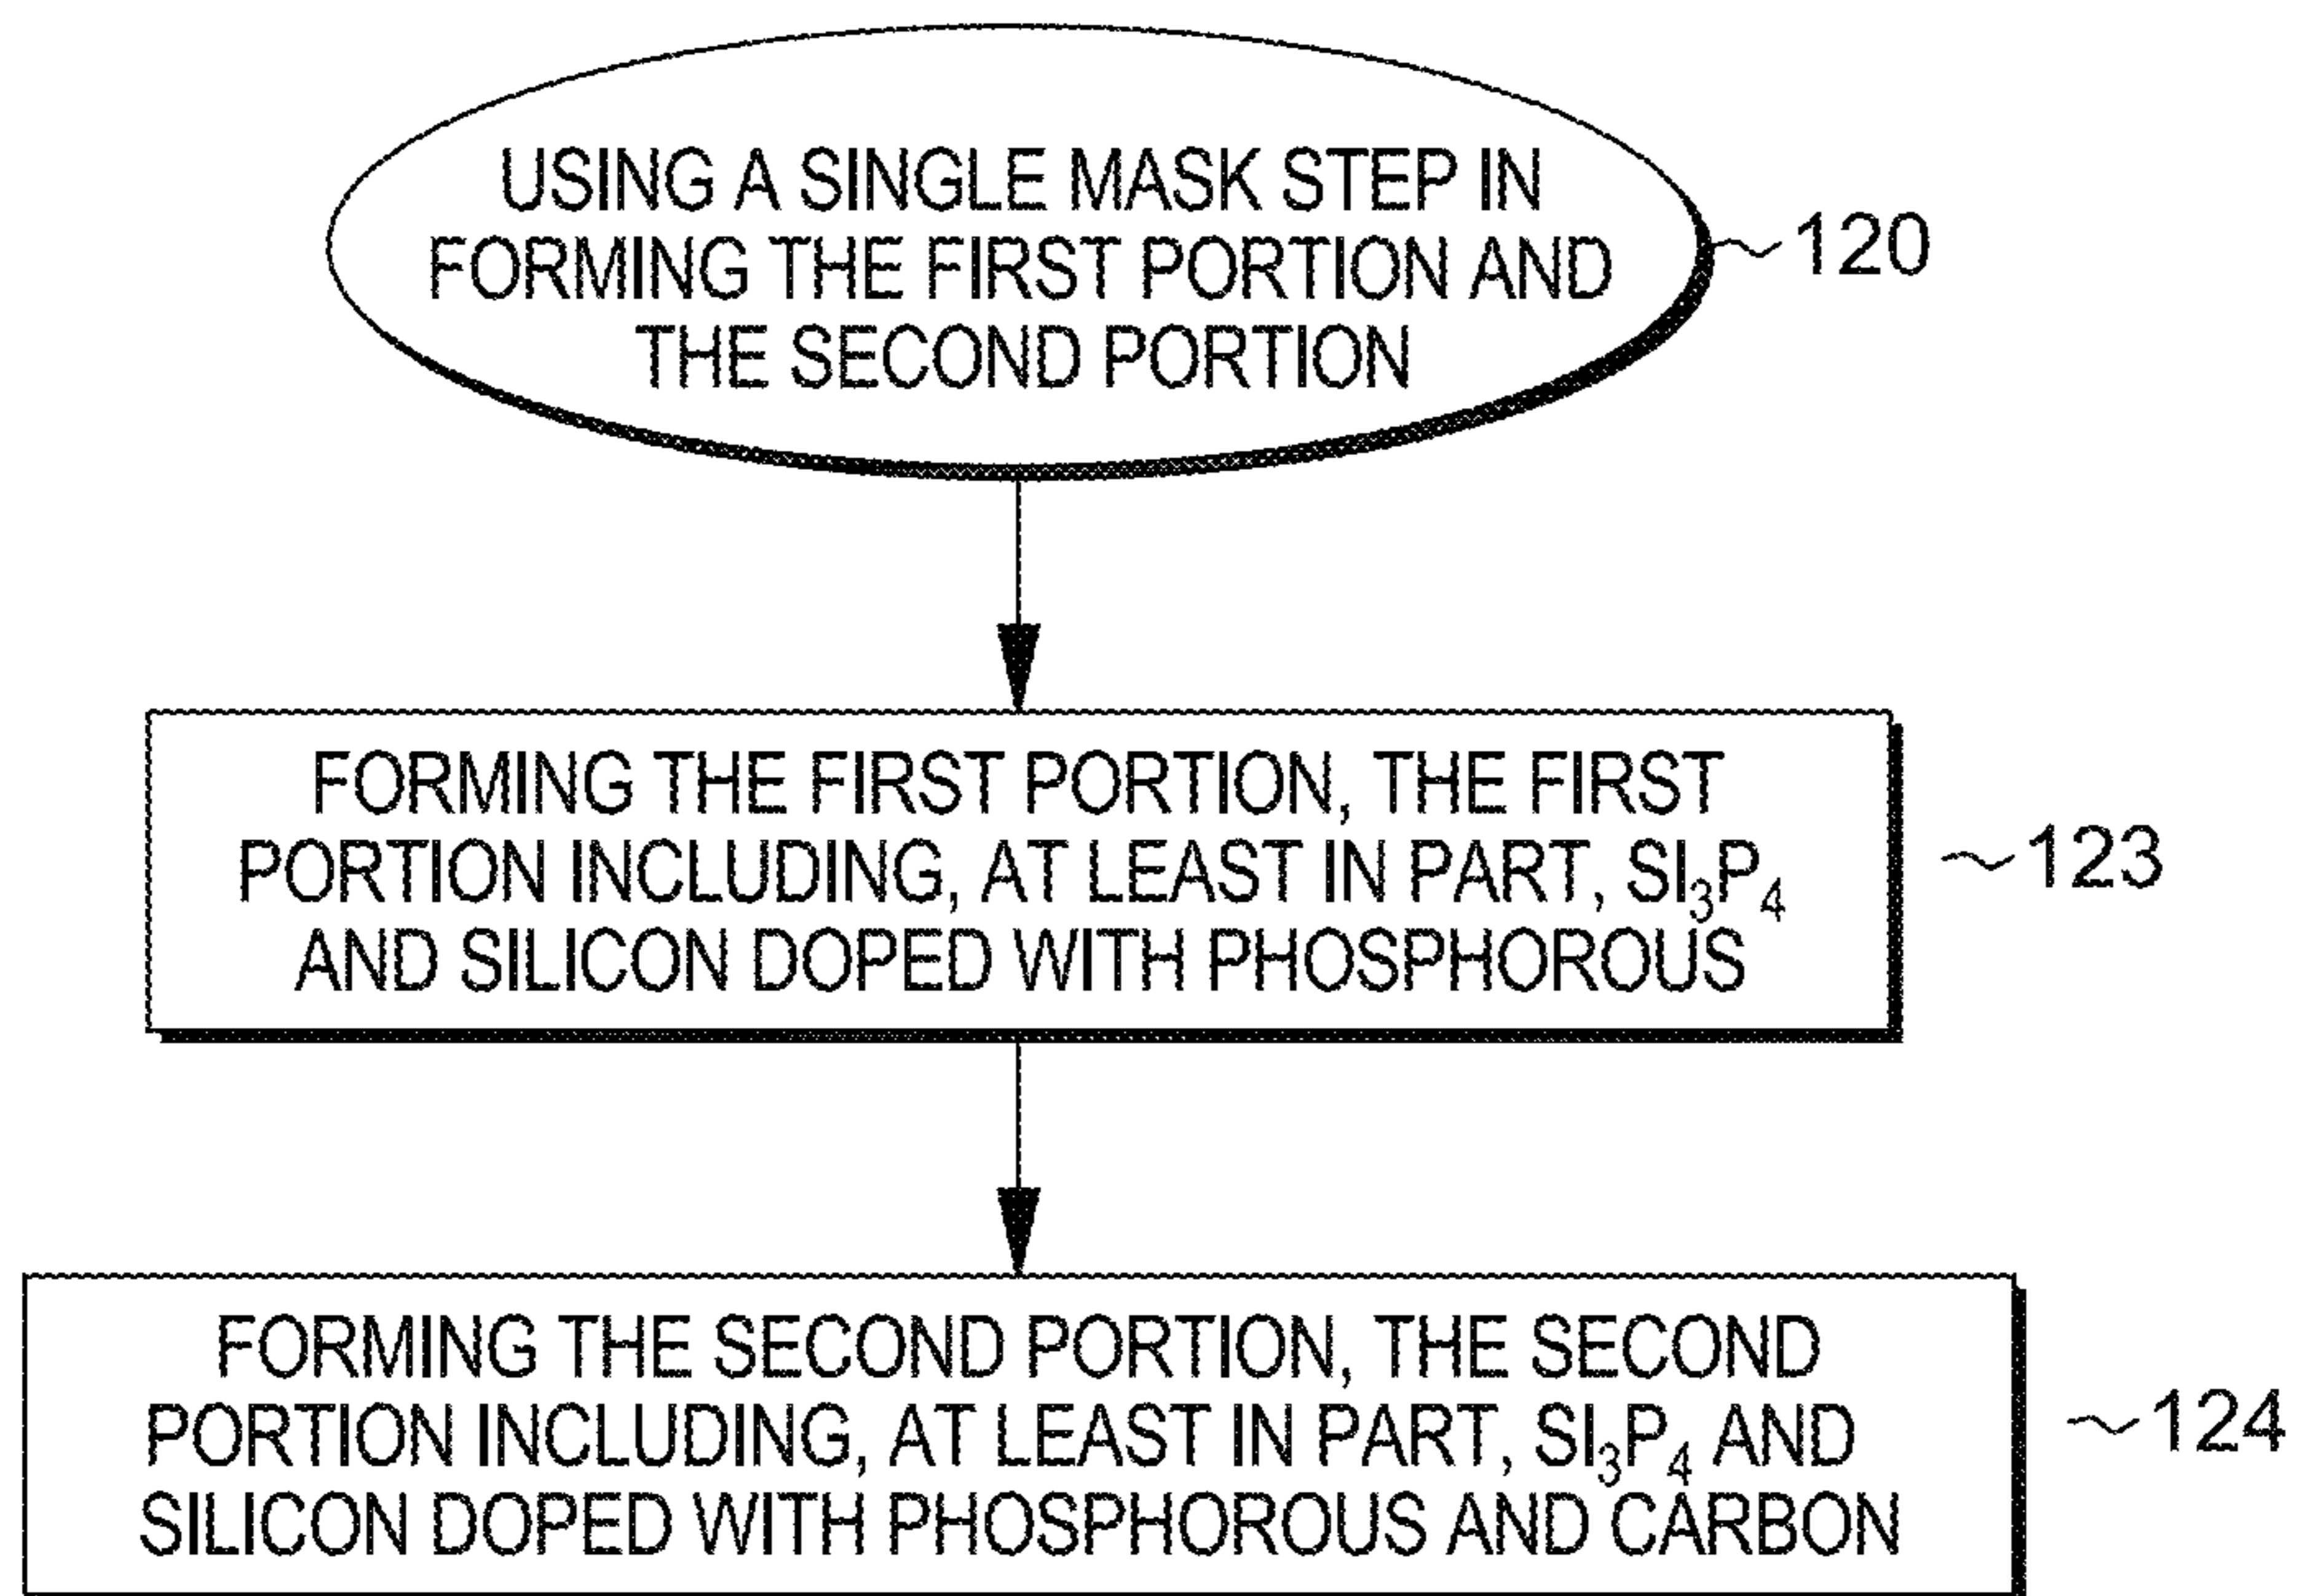 USING A SINGLE MASK STEP IN
FORMING THE FIRST PORTION AND
THE SECOND PORTION
~120
FORMING THE FIRST PORTION, THE FIRST
PORTION INCLUDING, AT LEAST IN PART, SI₃P₄
AND SILICON DOPED WITH PHOSPHOROUS
~123
FORMING THE SECOND PORTION, THE SECOND
PORTION INCLUDING, AT LEAST IN PART, SI₃P₄ AND
SILICON DOPED WITH PHOSPHOROUS AND CARBON
~124